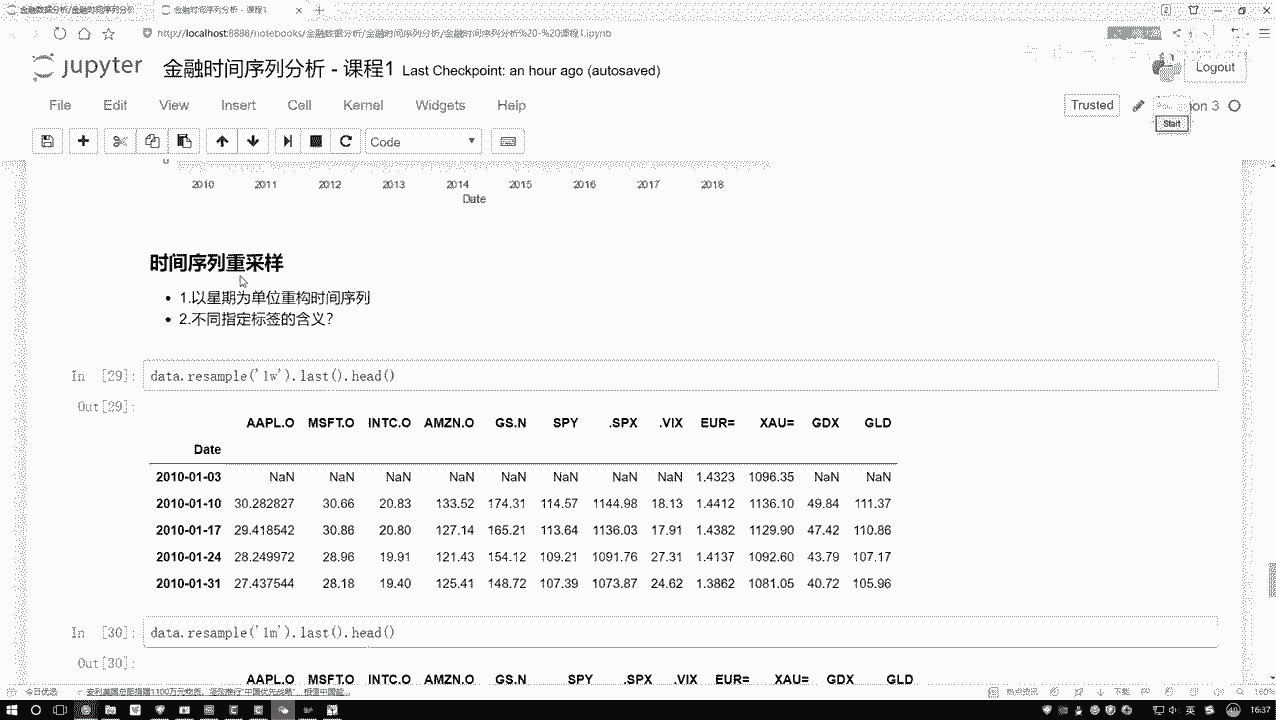 金融数据分析/金融时间序列分析 金融时间序列分析 - 课程1
http://localhost:8888/notebooks/金融数据分析/金融时间序列分析/金融时间序列分析%20-%20课程1.ipynb
jupyter 金融时间序列分析 - 课程1 Last Checkpoint: an hour ago (autosaved) Logout
File Edit View Insert Cell Kernel Widgets Help Trusted on 3
Start
Code
2010 2011 2012 2013 2014 2015 2016 2017 2018
Date
时间序列重采样
1.以星期为单位重构时间序列
2.不同指定标签的含义?
In [29]: data.resample('1w').last().head()
Out[29]:
AAPL.O MSFT.O INTC.O AMZN.O GS.N SPY .SPX .VIX EUR= XAU= GDX GLD
Date
2010-01-03 NaN NaN NaN NaN NaN NaN NaN NaN 1.4323 1096.35 NaN NaN
2010-01-10 30.282827 30.66 20.83 133.52 174.31 114.57 1144.98 18.13 1.4412 1136.10 49.84 111.37
2010-01-17 29.418542 30.86 20.80 127.14 165.21 113.64 1136.03 17.91 1.4382 1129.90 47.42 110.86
2010-01-24 28.249972 28.96 19.91 121.43 154.12 109.21 1091.76 27.31 1.4137 1092.60 43.79 107.17
2010-01-31 27.437544 28.18 19.40 125.41 148.72 107.39 1073.87 24.62 1.3862 1081.05 40.72 105.96
In [30]: data.resample('1m').last().head()
Out[30]:
AAPL.O MSFT.O INTC.O AMZN.O GS.N SPY .SPX .VIX EUR= XAU= GDX GLD
今日优选 热点资讯 下载 160%
英 16:37